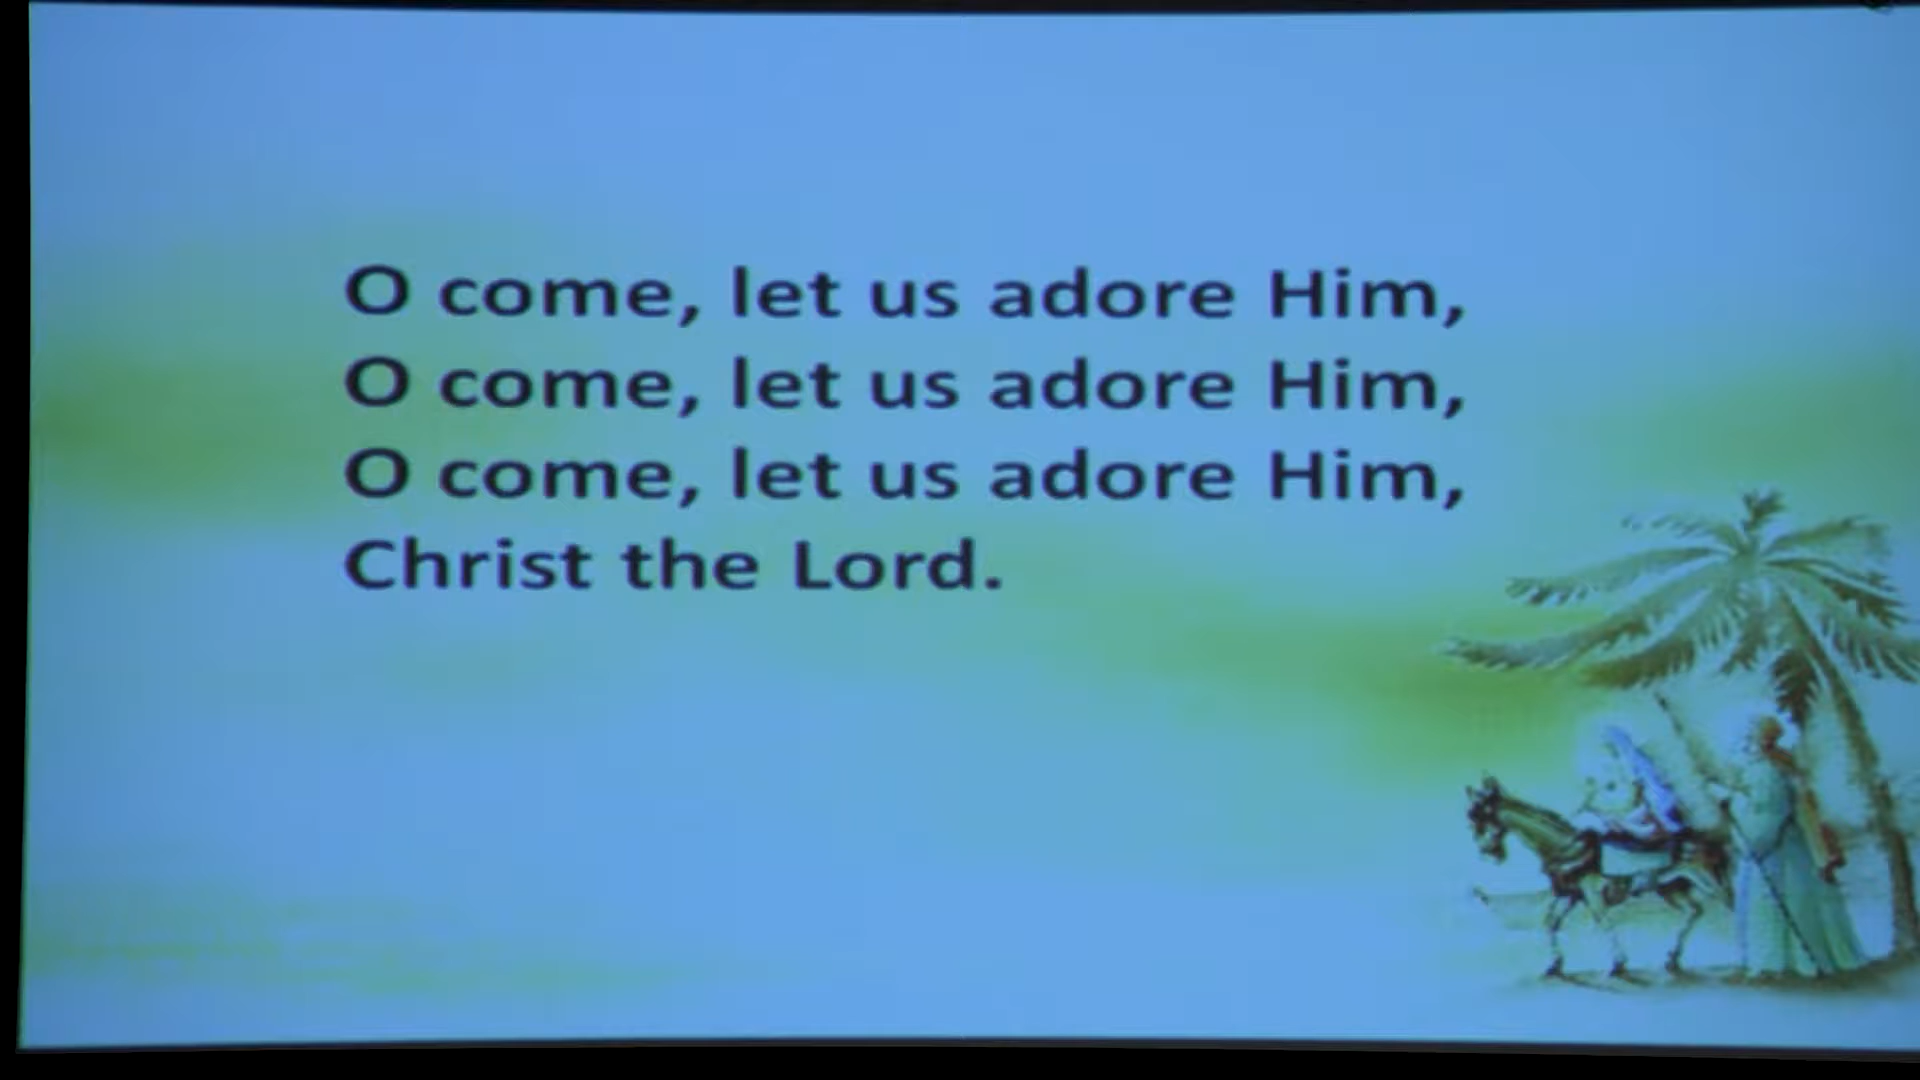 O come, let us adore Him,
O come, let us adore Him,
O come, let us adore Him,
Christ the Lord.